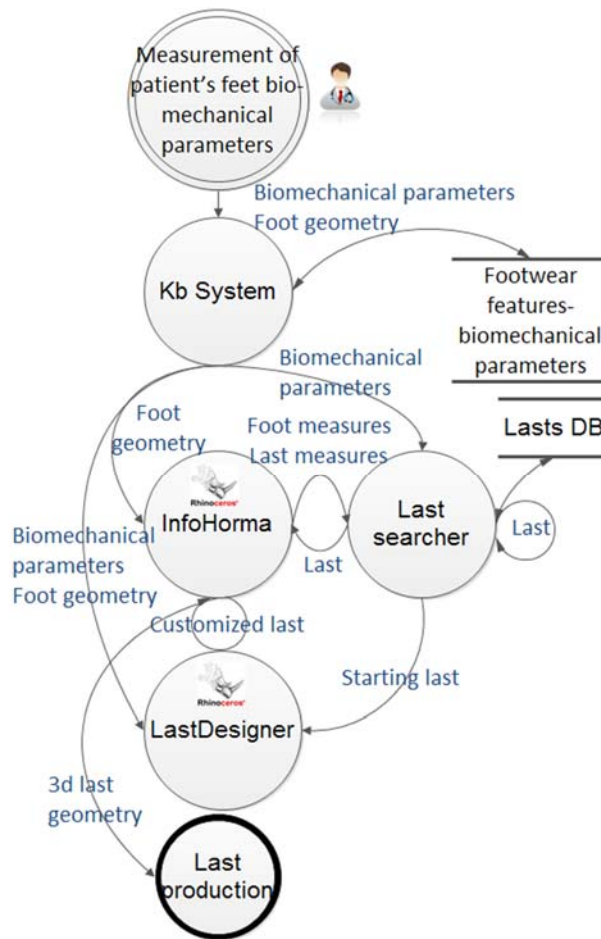 Measurement of
patient's feet bio-
mechanical
parameters
Biomechanical parameters
Foot geometry
Kb System
Footwear
features-
biomechanical
parameters
Biomechanical
parameters
Foot
geometry
Foot measures
Last measures
Lasts DB
Rhinoceros®
InfoHorma
Last
searcher
Last
Last
Biomechanical
parameters
Foot geometry
Customized last
Starting last
Rhinoceros®
LastDesigner
3d last
geometry
Last
production